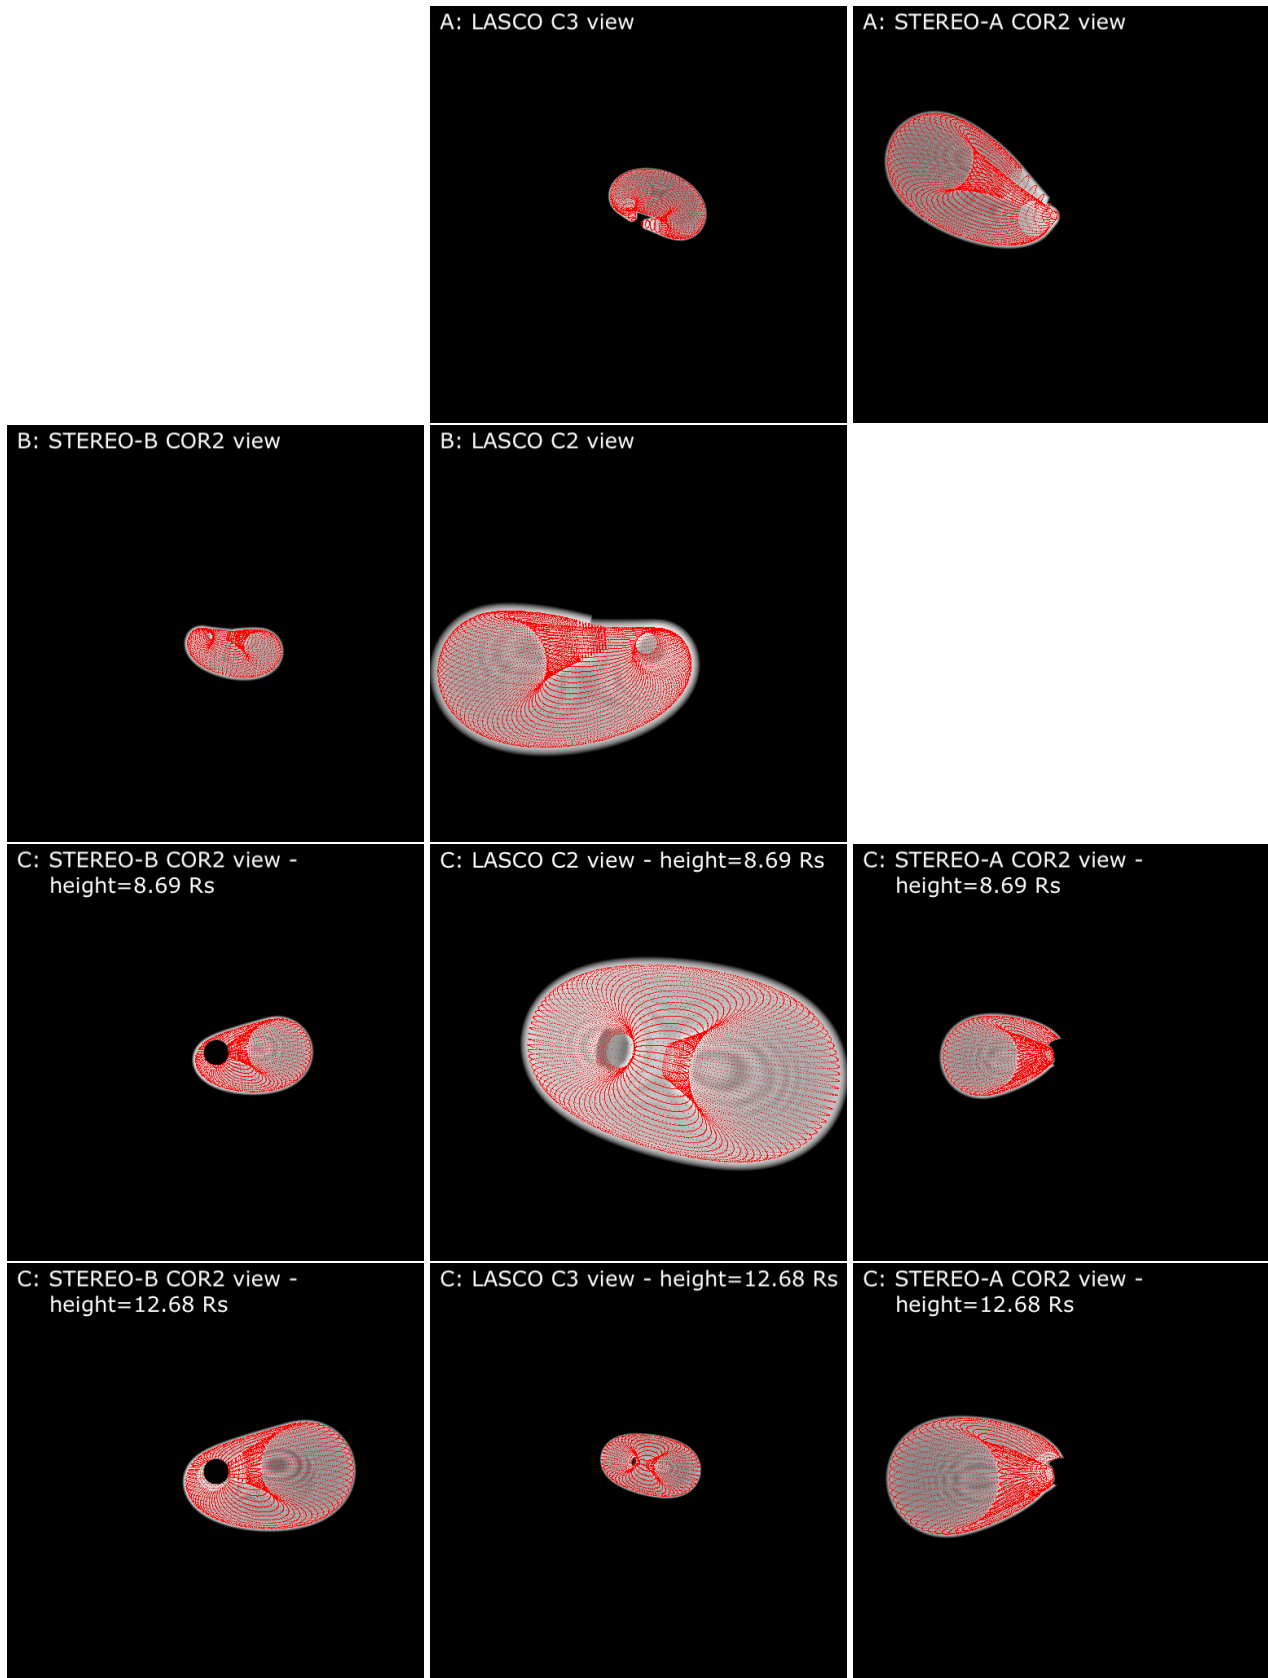 A: LASCO C3 view
A: STEREO-A COR2 view
B: STEREO-B COR2 view
B: LASCO C2 view
C: STEREO-B COR2 view -
height=8.69 Rs
C: LASCO C2 view - height=8.69 Rs
C: STEREO-A COR2 view -
height=8.69 Rs
C: STEREO-B COR2 view -
height=12.68 Rs
C: LASCO C3 view - height=12.68 Rs
C: STEREO-A COR2 view -
height=12.68 Rs